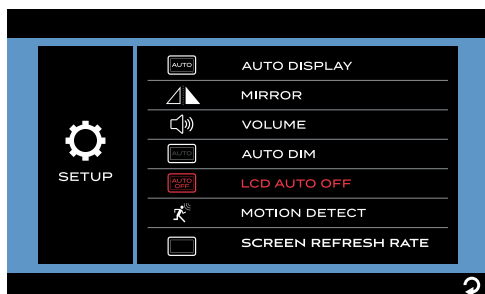 AUTO
AUTO DISPLAY
MIRROR
VOLUME
AUTO
AUTO DIM
SETUP
AUTO
OFF
LCD AUTO OFF
MOTION DETECT
SCREEN REFRESH RATE